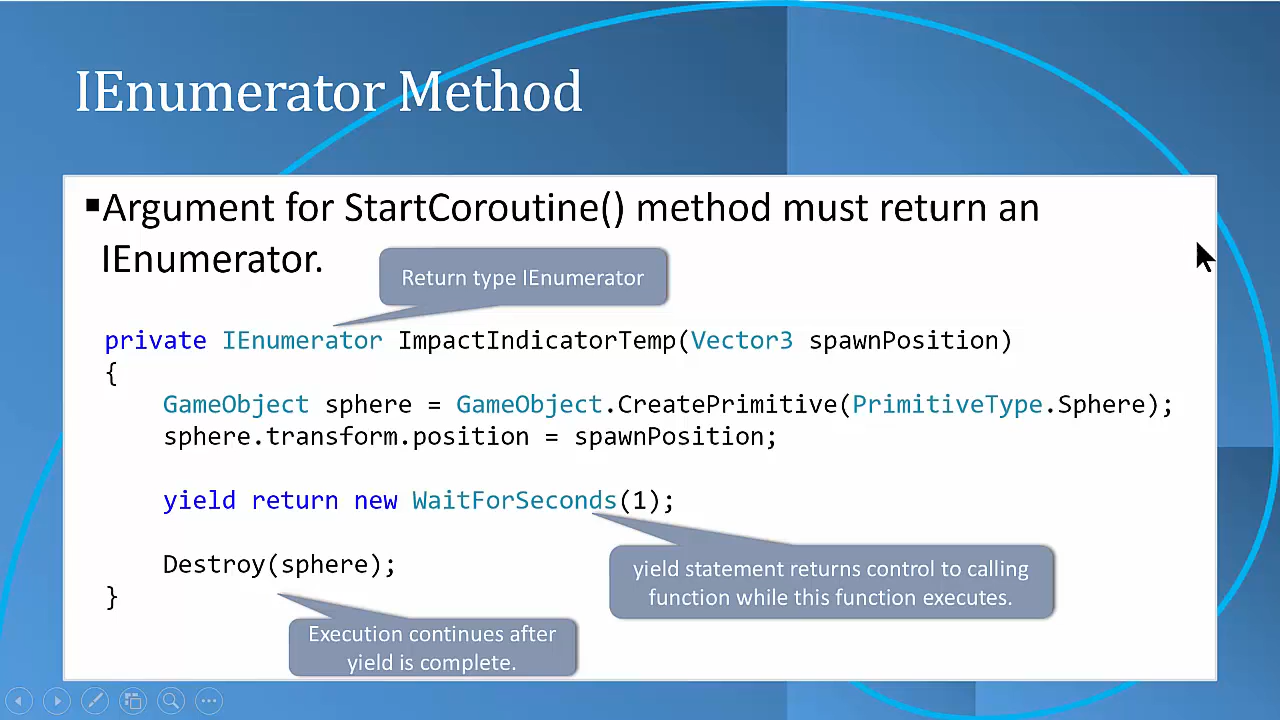 IEnumerator Method
▪Argument for StartCoroutine() method must return an
IEnumerator.
Return type IEnumerator
private IEnumerator ImpactIndicatorTemp(Vector3 spawnPosition)
{
GameObject sphere = GameObject.CreatePrimitive(PrimitiveType.Sphere);
sphere.transform.position = spawnPosition;
yield return new WaitForSeconds(1);
yield statement returns control to calling
function while this function executes.
Destroy(sphere);
}
Execution continues after
yield is complete.